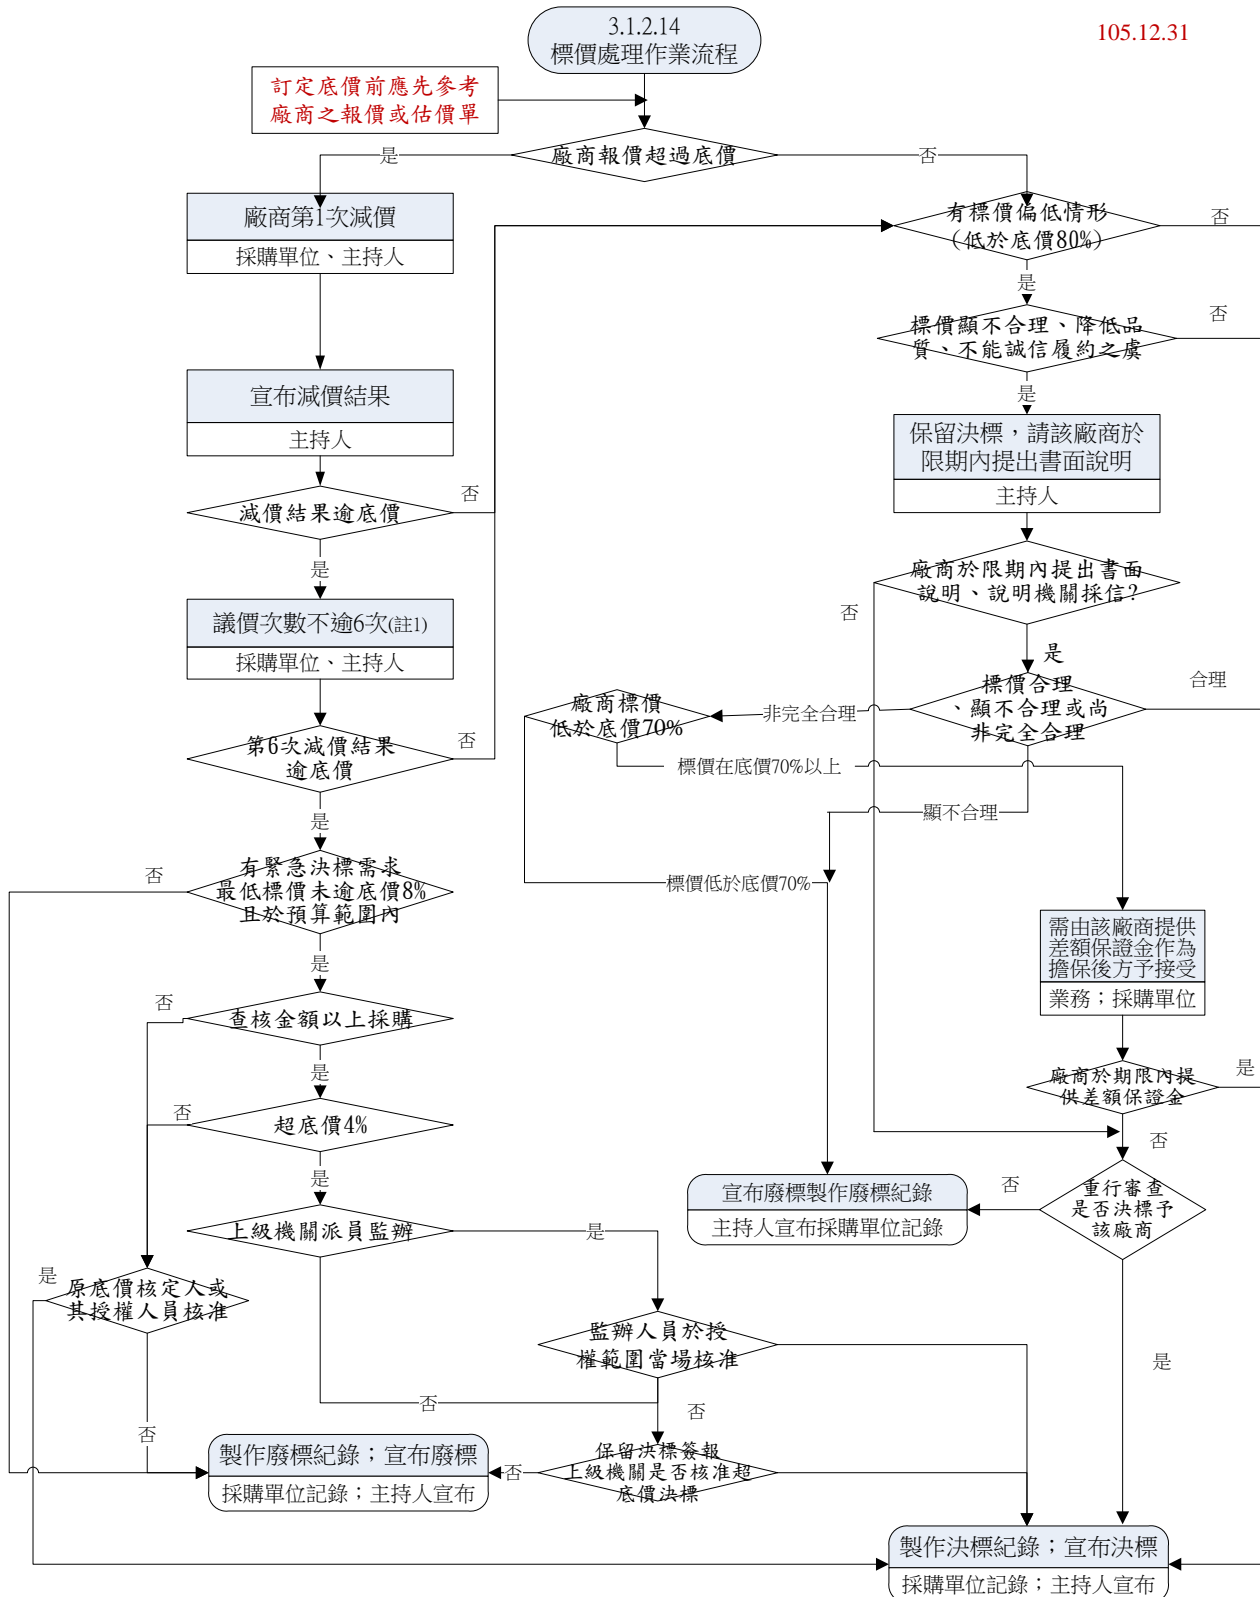 3.1.2.14
標價處理作業流程
105.12.31
訂定底價前應先參考
廠商之報價或估價單
廠商報價超過底價
是
否
廠商第1次減價
採購單位、主持人
有標價偏低情形
(低於底價80%)
否
是
標價顯不合理、降低品
質、不能誠信履約之虞
否
是
宣布減價結果
主持人
保留決標，請該廠商於
限期內提出書面說明
主持人
減價結果逾底價
否
是
廠商於限期內提出書面
說明、說明機關採信?
否
是
議價次數不逾6次(註1)
採購單位、主持人
標價合理
、顯不合理或尚
非完全合理
合理
非完全合理
廠商標價
低於底價70%
第6次減價結果
逾底價
否
是
標價在底價70%以上
顯不合理
標價低於底價70%
有緊急決標需求
最低標價未逾底價8%
且於預算範圍內
否
是
需由該廠商提供
差額保證金作為
擔保後方予接受
業務；採購單位
查核金額以上採購
否
是
廠商於期限內提
供差額保證金
是
否
超底價4%
否
是
宣布廢標製作廢標紀錄
主持人宣布採購單位記錄
否
重行審查
是否決標予
該廠商
是
上級機關派員監辦
是
否
原底價核定人或
其授權人員核准
是
否
監辦人員於授
權範圍當場核准
否
製作廢標紀錄；宣布廢標
採購單位記錄；主持人宣布
否
保留決標簽報
上級機關是否核准超
底價決標
製作決標紀錄；宣布決標
採購單位記錄；主持人宣布